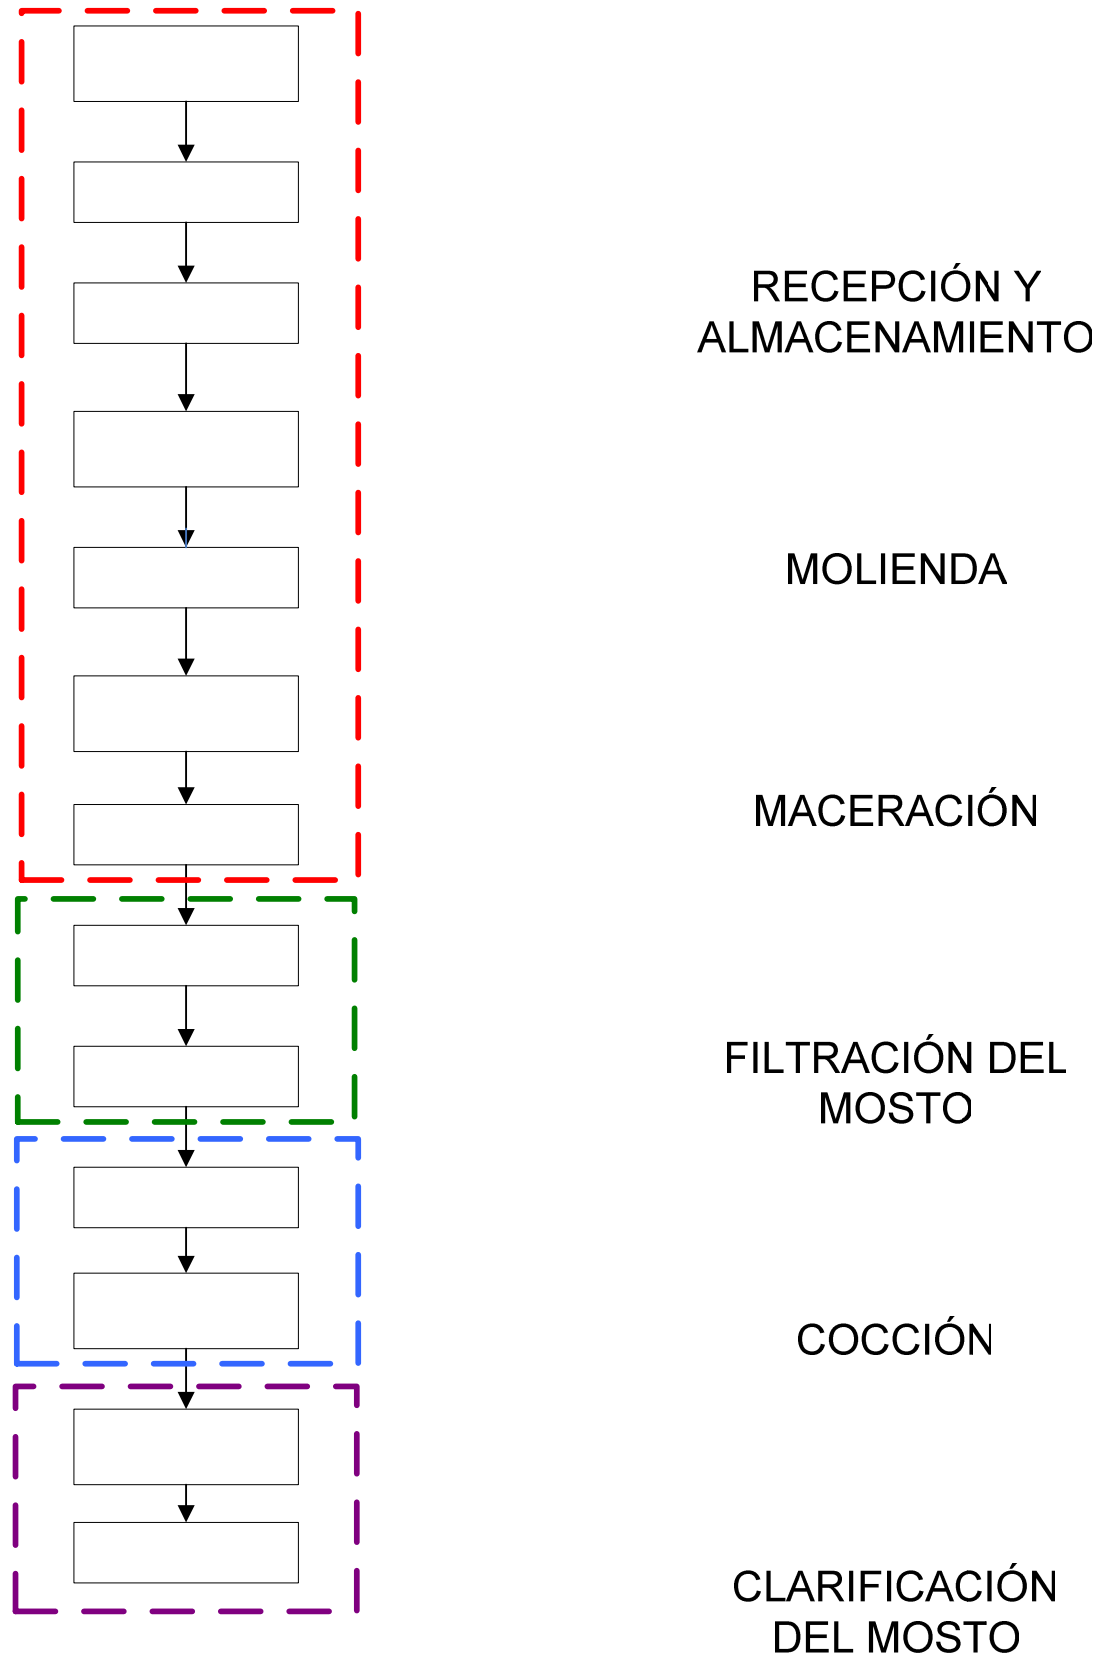 RECEPCIÓN Y
ALMACENAMIENTO
MOLIENDA
MACERACIÓN
FILTRACIÓN DEL
MOSTO
COCCIÓN
CLARIFICACIÓN
DEL MOSTO